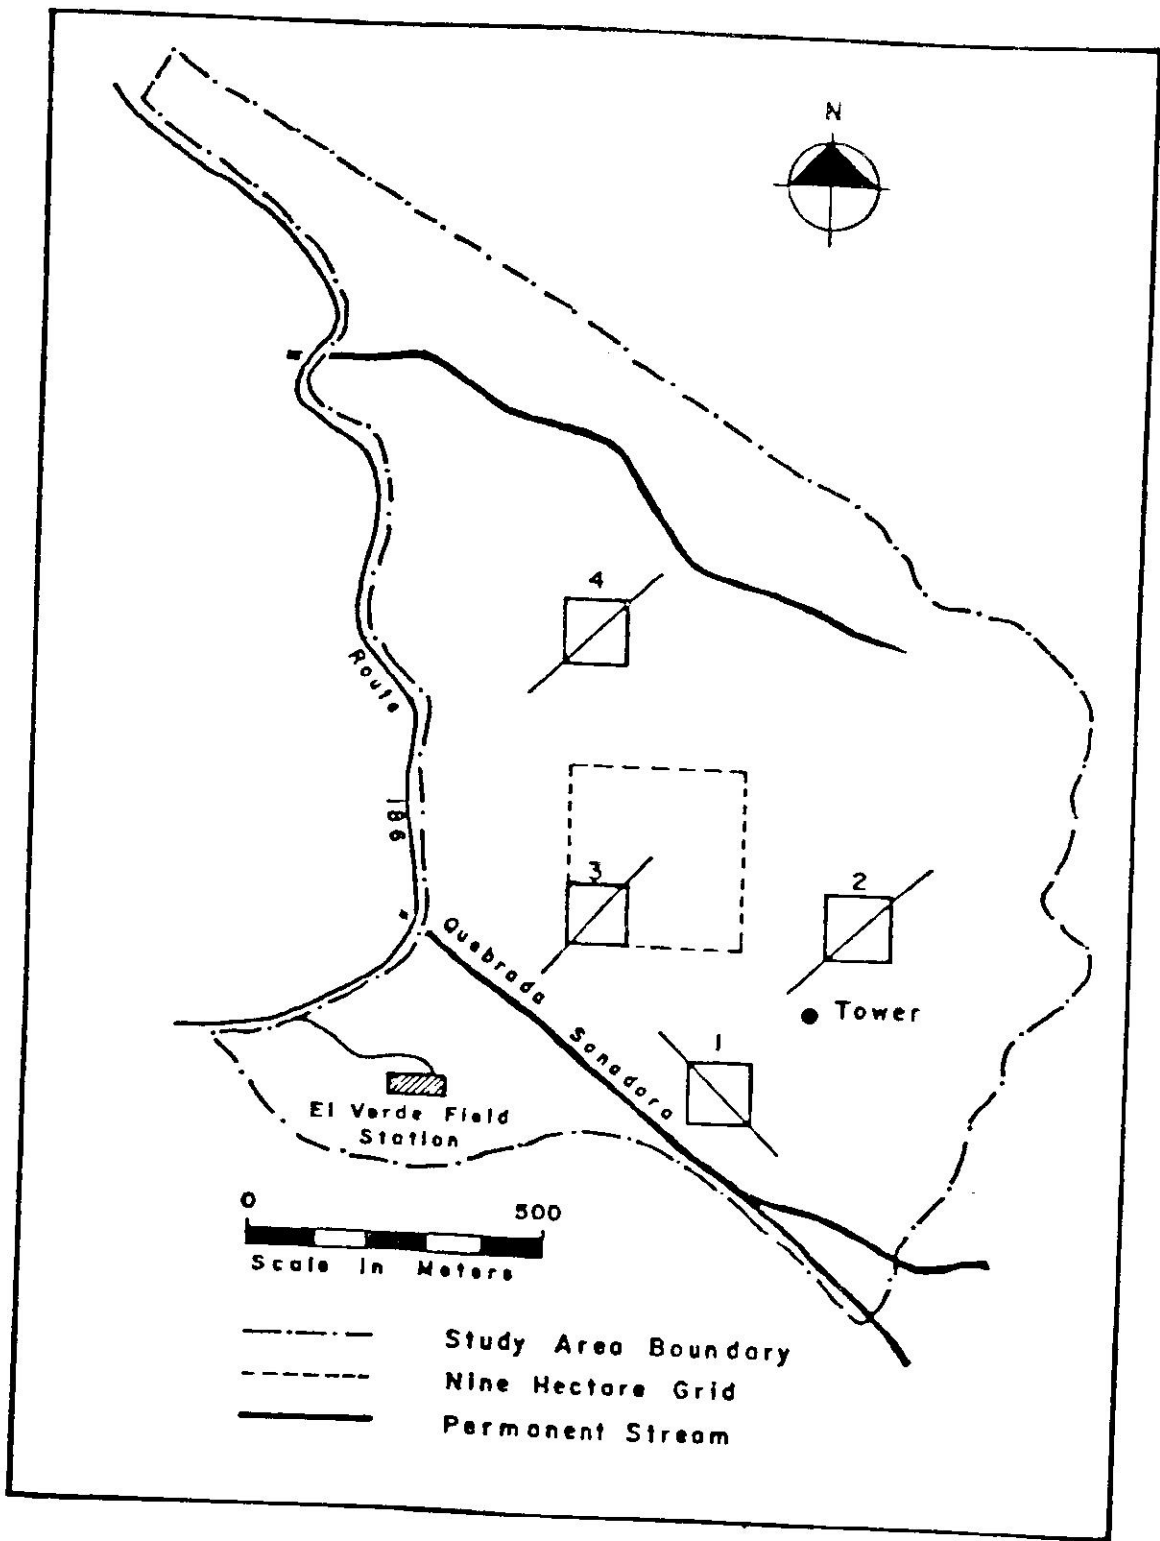 N
4
Route
186
3
2
Quebrada
Sonadora
Tower
1
El Verde Field
Station
0 500
Scale In Meters
Study Area Boundary
Nine Hectare Grid
Permanent Stream